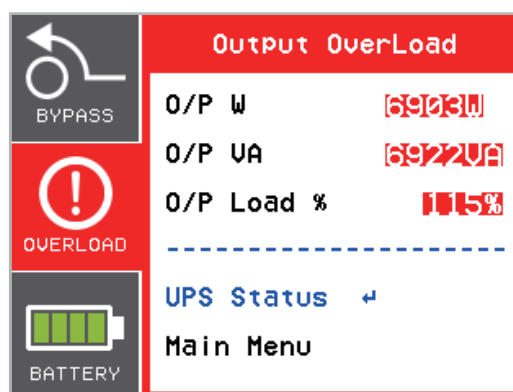 BYPASS
OVERLOAD
BATTERY
Output OverLoad
O/P W 6903W
O/P VA 6922VA
O/P Load % 115%
UPS Status ↵
Main Menu